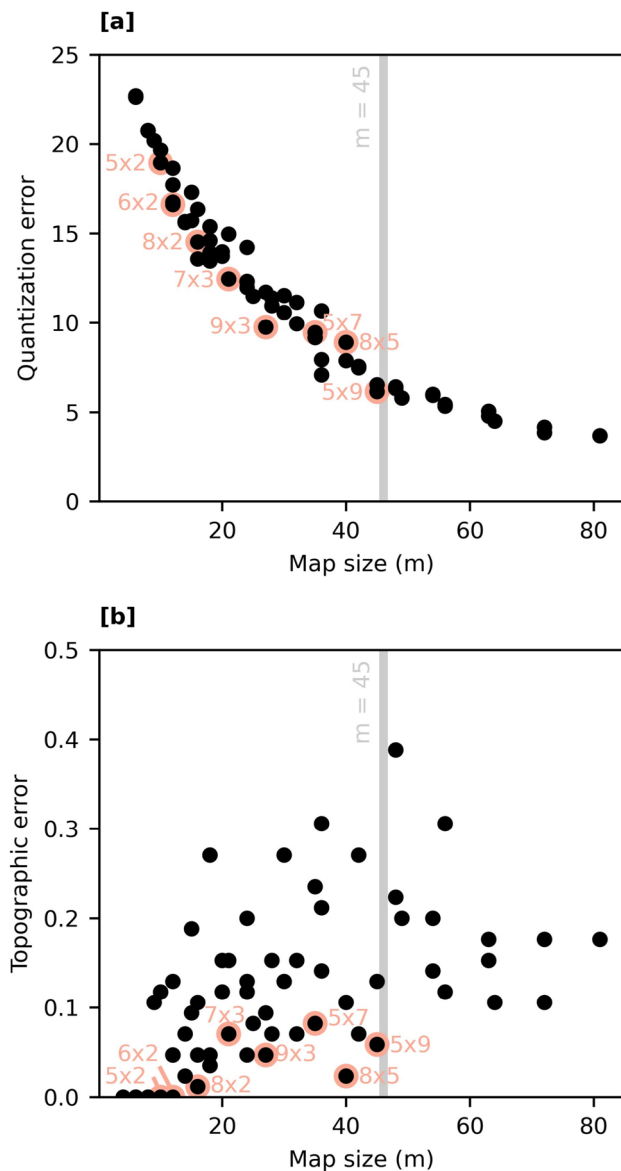 [a]
25
20
15
10
5
0
Quantization error
m = 45
5x2
6x2
8x2
7x3
9x3
5x7
8x5
5x9
20
40
60
80
Map size (m)
[b]
0.5
0.4
0.3
0.2
0.1
0.0
Topographic error
m = 45
7x3
5x7
6x2
9x3
5x9
5x2
8x2
8x5
20
40
60
80
Map size (m)